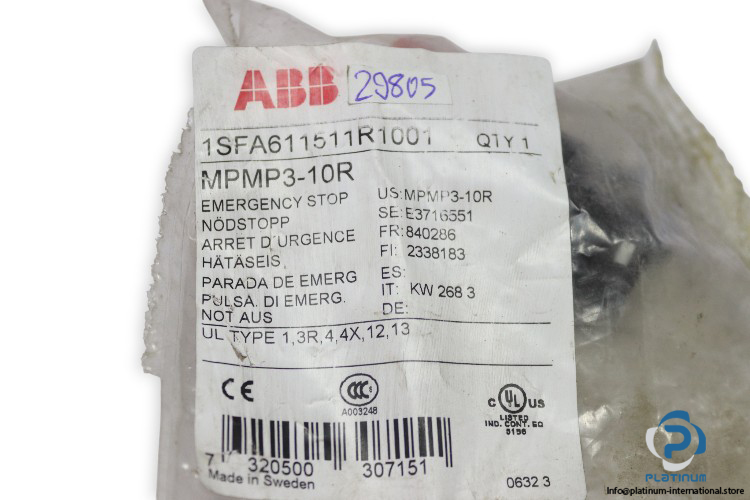 ABB 29805
1SFA611511R1001 QTY 1
MPMP3-10R
EMERGENCY STOP US: MPMP3-10R
NÖDSTOPP SE: E3716551
ARRET D'URGENCE FR: 840286
HÄTÄSEIS. FI: 2338183
PARADA DE EMERG ES:
PULSA. DI EMERG. IT: KW 268 3
NOT AUS DE:
UL TYPE 1,3R,4,4X,12,13
CE
CCC S
A003248
C UL US
LISTED
IND. CONT. EQ
7 320500 307151
Made in Sweden
0632 3
PLATINUM
Info@platinum-international.store